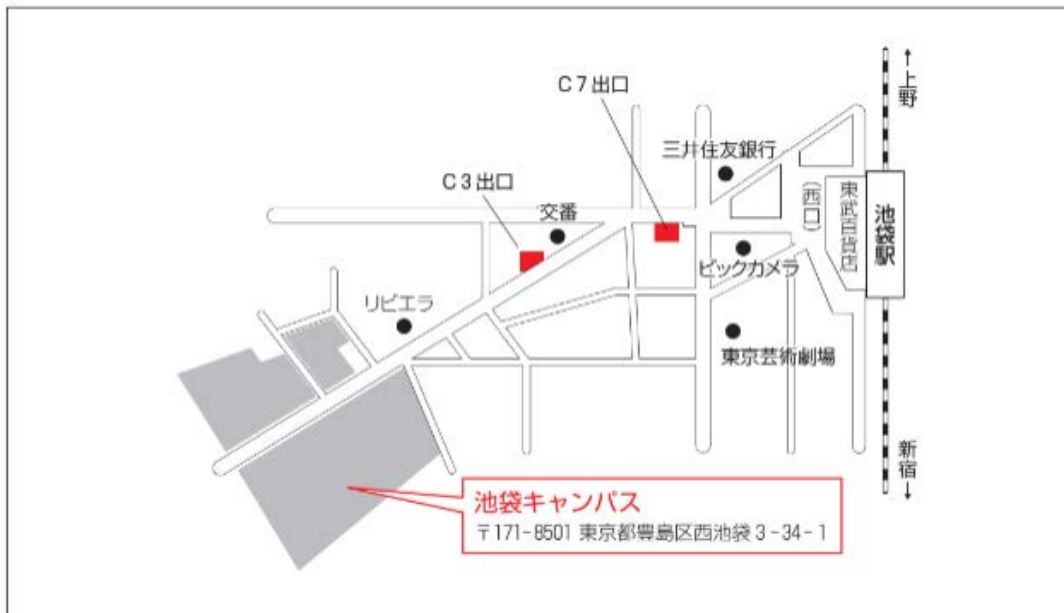 ↑上野
C7出口
三井住友銀行
C3出口
交番
(西口)
東武百貨店
池袋駅
ビックカメラ
リビエラ
東京芸術劇場
新宿↓
池袋キャンパス
〒171-8501 東京都豊島区西池袋3-34-1